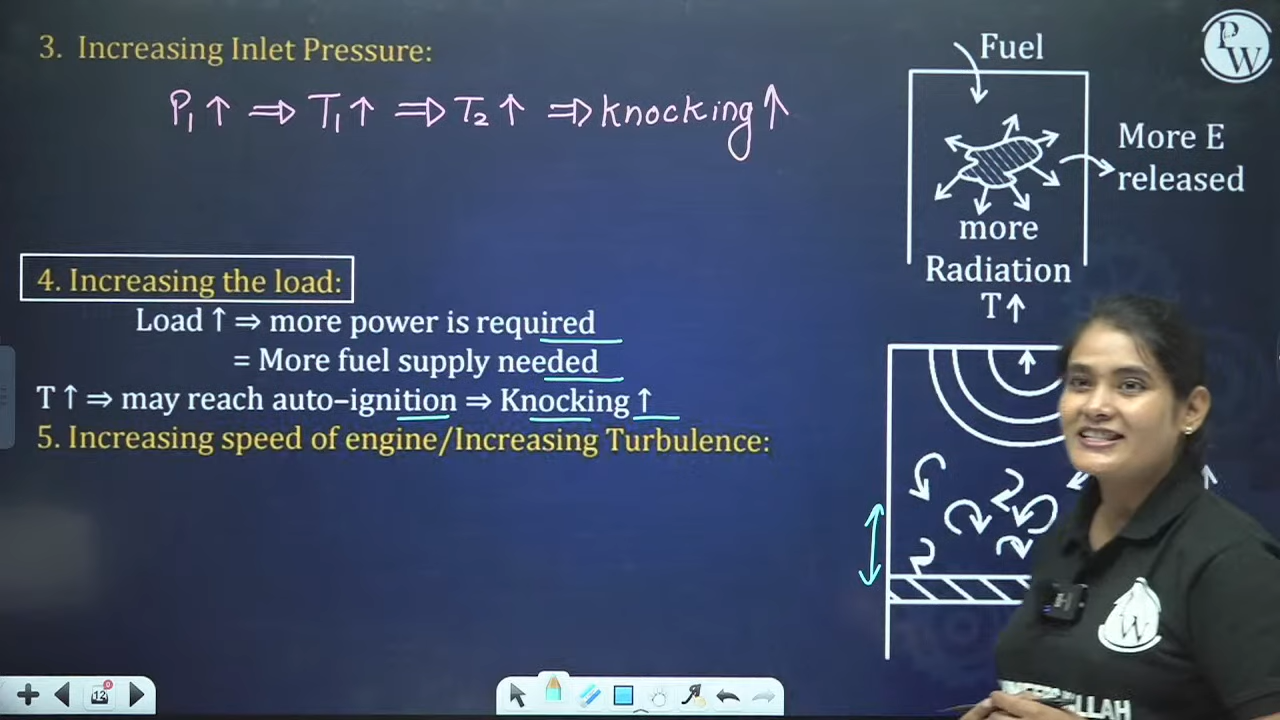 3. Increasing Inlet Pressure:
P₁ ↑ ⇒ T₁ ↑ ⇒ T₂ ↑ ⇒ knocking ↑
4. Increasing the load:
Load ↑ ⇒ more power is required
= More fuel supply needed
T ↑ ⇒ may reach auto–ignition ⇒ Knocking ↑
5. Increasing speed of engine/Increasing Turbulence:
Fuel
More E
released
more
Radiation
T ↑
PW
12
W